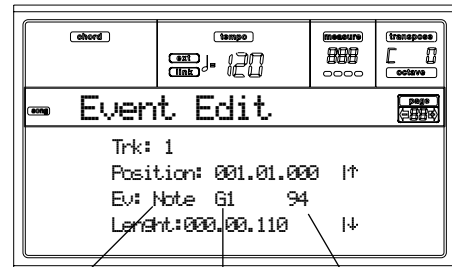 chord tempo measure transpose
ext ♩= 120 888 C 0
link octave
song Event Edit page
Trk: 1
Position: 001.01.000 I↑
Ev: Note G1 94
Lenght:000.00.110 I↓